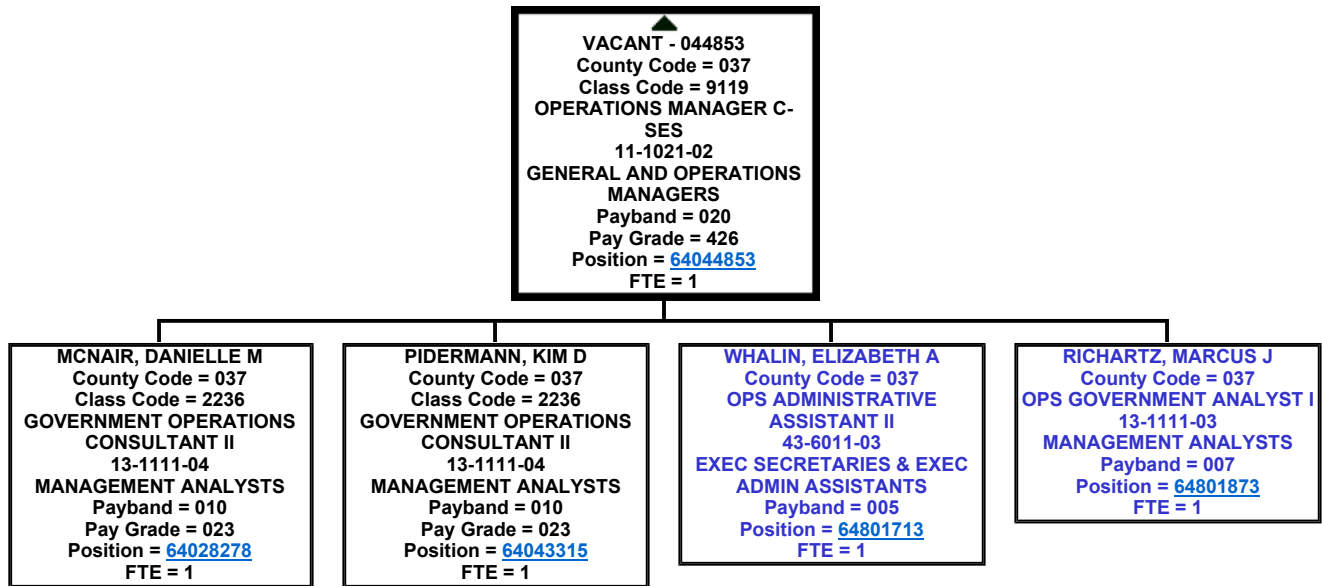 VACANT - 044853
County Code = 037
Class Code = 9119
OPERATIONS MANAGER C-
SES
11-1021-02
GENERAL AND OPERATIONS
MANAGERS
Payband = 020
Pay Grade = 426
Position = 64044853
FTE = 1
MCNAIR, DANIELLE M
County Code = 037
Class Code = 2236
GOVERNMENT OPERATIONS
CONSULTANT II
13-1111-04
MANAGEMENT ANALYSTS
Payband = 010
Pay Grade = 023
Position = 64028278
FTE = 1
PIDERMANN, KIM D
County Code = 037
Class Code = 2236
GOVERNMENT OPERATIONS
CONSULTANT II
13-1111-04
MANAGEMENT ANALYSTS
Payband = 010
Pay Grade = 023
Position = 64043315
FTE = 1
WHALIN, ELIZABETH A
County Code = 037
OPS ADMINISTRATIVE
ASSISTANT II
43-6011-03
EXEC SECRETARIES & EXEC
ADMIN ASSISTANTS
Payband = 005
Position = 64801713
FTE = 1
RICHARTZ, MARCUS J
County Code = 037
OPS GOVERNMENT ANALYST I
13-1111-03
MANAGEMENT ANALYSTS
Payband = 007
Position = 64801873
FTE = 1